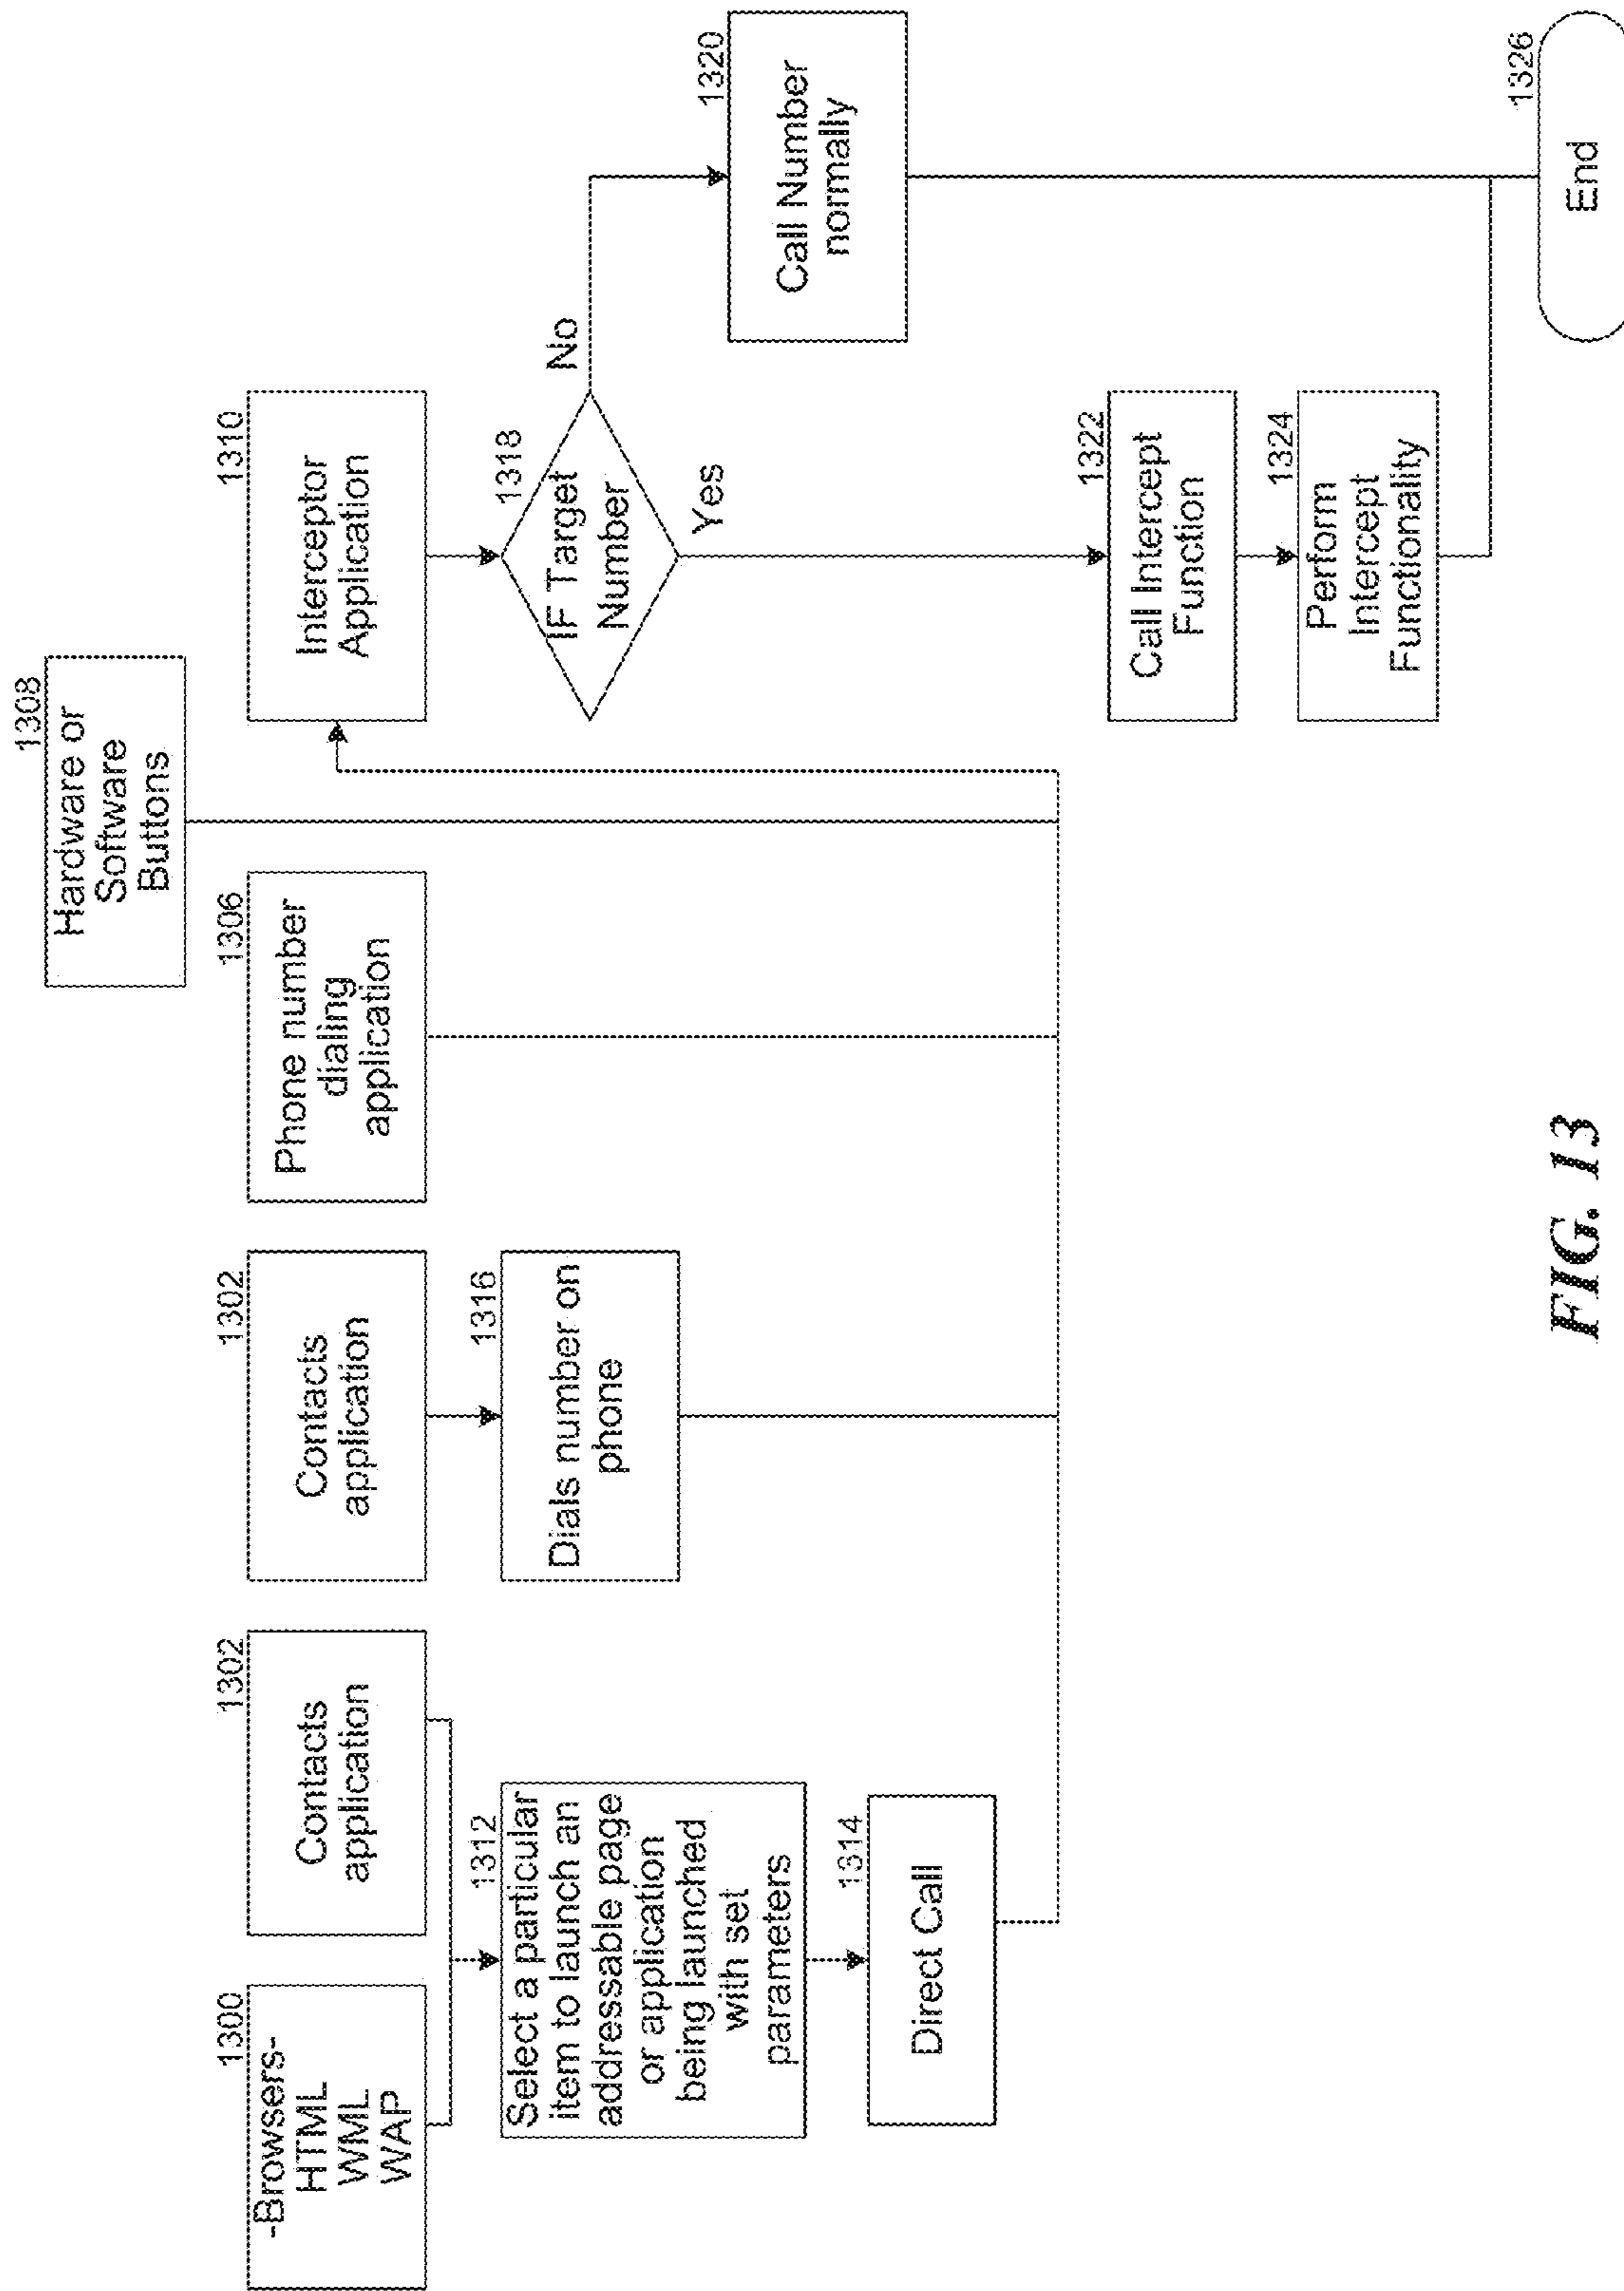 1308
Hardware or
Software
Buttons
1300
-Browsers-
HTML
WML
WAP
1302
Contacts
application
1302
Contacts
application
1306
Phone number
dialing
application
1310
Interceptor
Application
1312
Select a particular
item to launch an
addressable page
or application
being launched
with set
parameters
1316
Dials number on
phone
1318
IF Target
Number
No
Yes
1320
Call Number
normally
1314
Direct Call
1322
Call Intercept
Function
1324
Perform
Intercept
Functionality
1326
End
FIG. 13